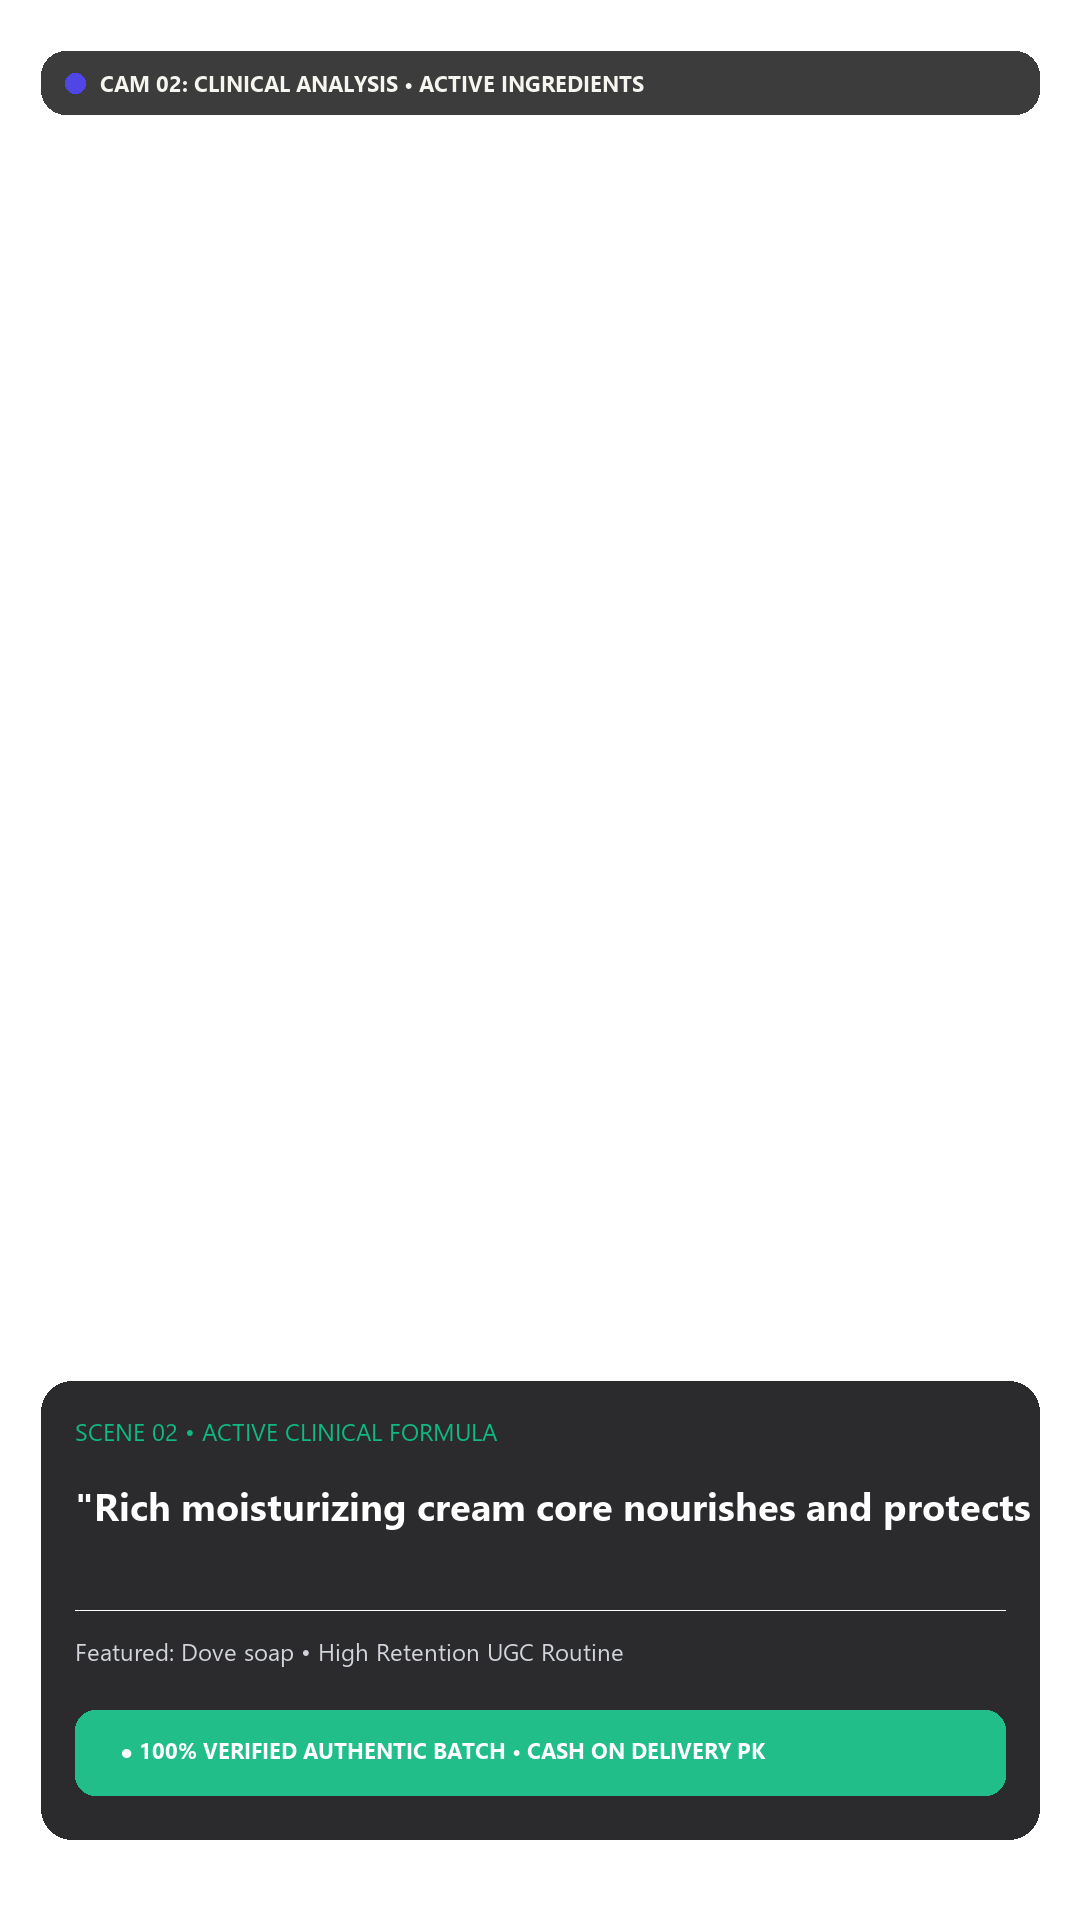 CAM 02: CLINICAL ANALYSIS • ACTIVE INGREDIENTS
SCENE 02 • ACTIVE CLINICAL FORMULA
"Rich moisturizing cream core nourishes and protects
Featured: Dove soap • High Retention UGC Routine
• 100% VERIFIED AUTHENTIC BATCH • CASH ON DELIVERY PK